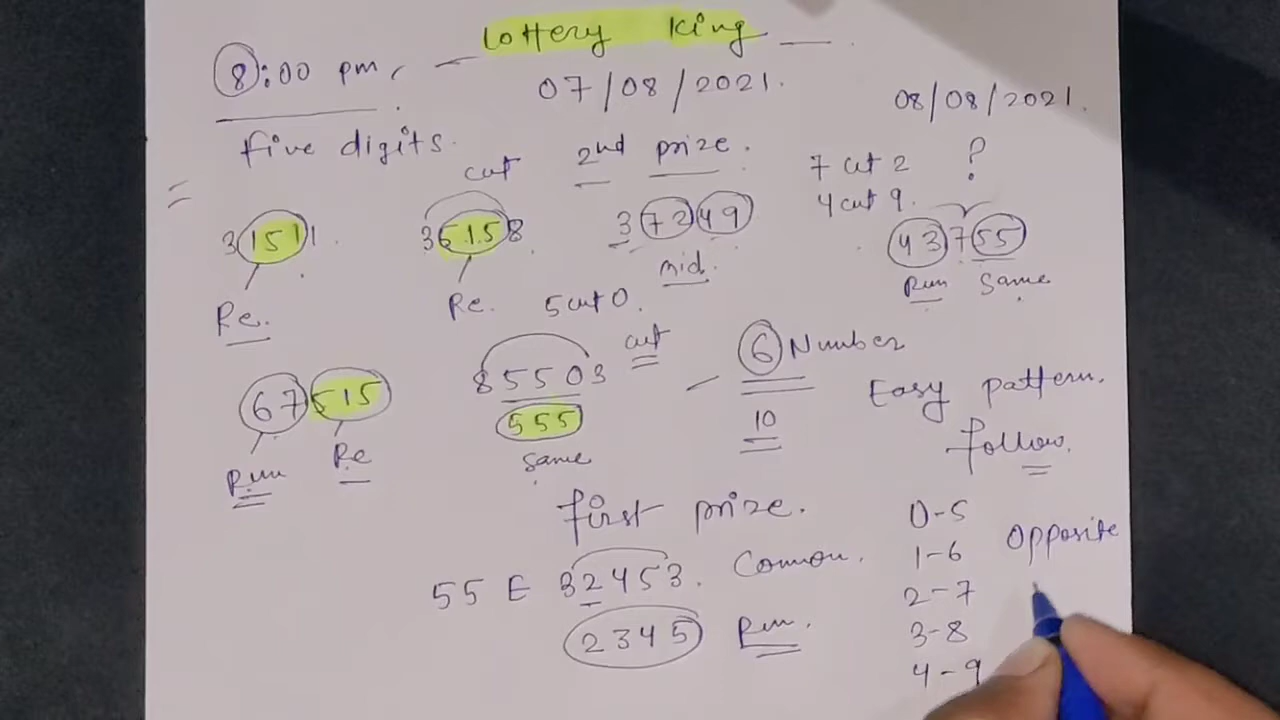 Lottery King
8:00 pm,
07/08/2021.
08/08/2021.
five digits.
cut
2nd prize.
7 cut 2
?
4 cut 9.
31511.
36158
37249
43755
Re.
Re.
5 cut 0.
mid.
Run
Same
67515
85503
cut
6 Number
Easy pattern.
555
10
follow.
Run
Re
Same
first prize.
0-5
Opposite
55 E 32453.
Common.
1-6
2-7
2345
Run.
3-8
4-9